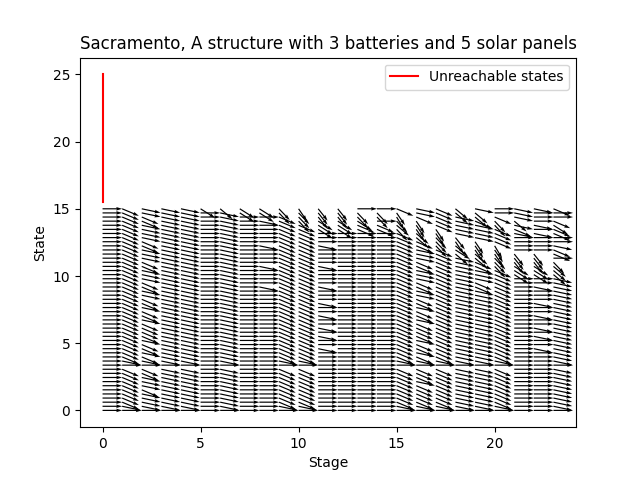 Sacramento, A structure with 3 batteries and 5 solar panels
Unreachable states
25
20
15
10
5
0
State
0 5 10 15 20
Stage